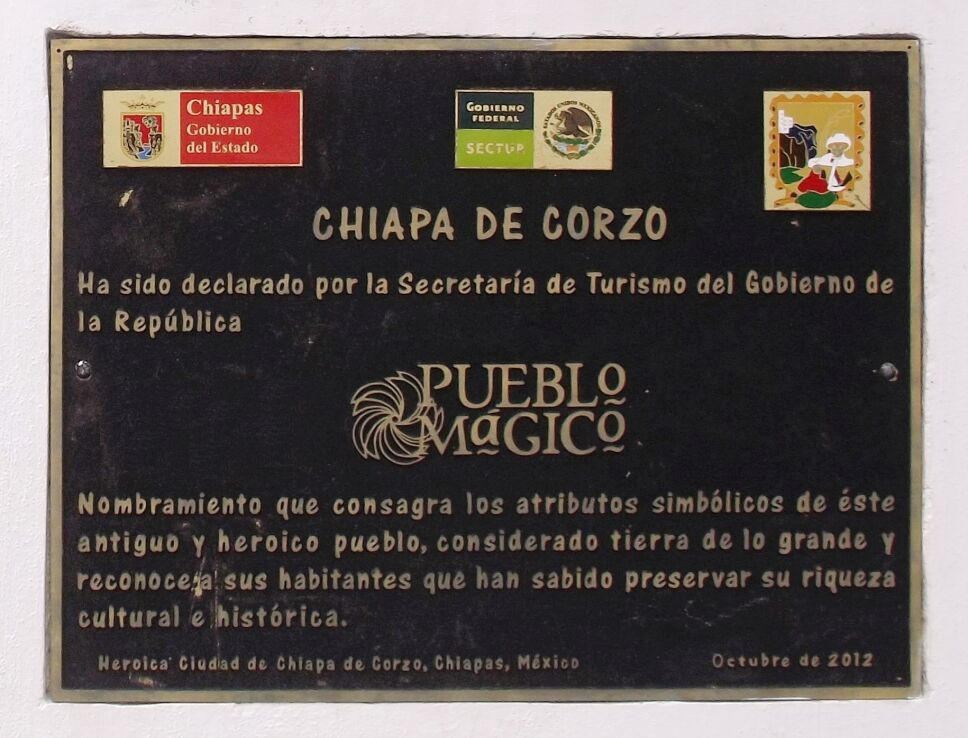 Chiapas
Gobierno
del Estado
GOBIERNO
FEDERAL
SECTUR
ESTADOS UNIDOS MEXICANOS
CHIAPA DE CORZO
Ha sido declarado por la Secretaría de Turismo del Gobierno de
la República
PUEBLO
MáGICO
Nombramiento que consagra los atributos simbólicos de éste
antiguo y heroico pueblo, considerado tierra de lo grande y
reconoce a sus habitantes que han sabido preservar su riqueza
cultural e histórica.
Heroica Ciudad de Chiapa de Corzo, Chiapas, México
Octubre de 2012